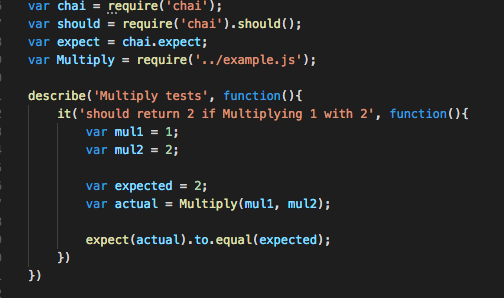 var chai = require('chai');
var should = require('chai').should();
var expect = chai.expect;
var Multiply = require('../example.js');
describe('Multiply tests', function(){
it('should return 2 if Multiplying 1 with 2', function(){
var mul1 = 1;
var mul2 = 2;
var expected = 2;
var actual = Multiply(mul1, mul2);
expect(actual).to.equal(expected);
})
})